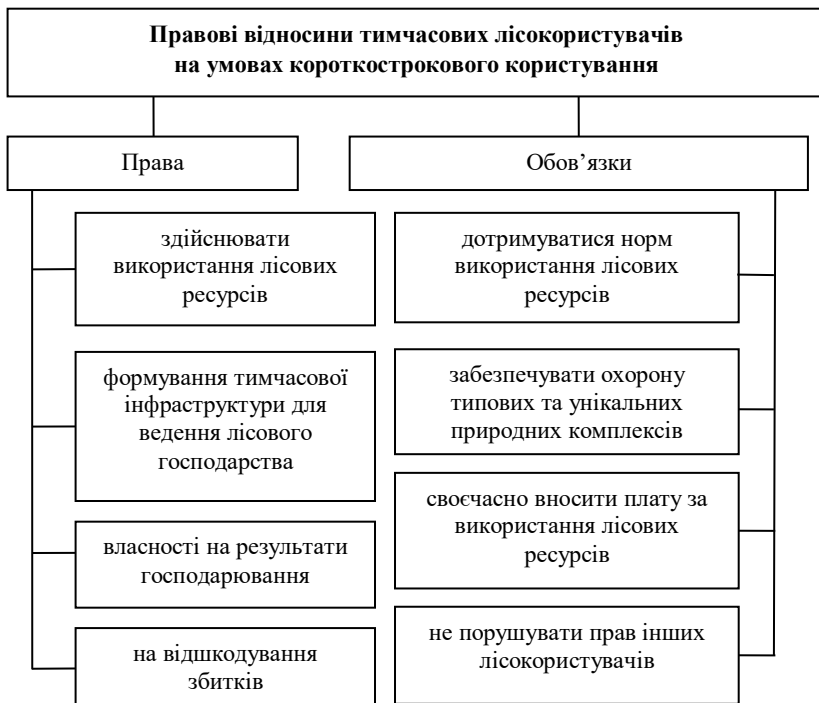 Правові відносини тимчасових лісокористувачів
на умовах короткострокового користування
Права
здійснювати
використання лісових
ресурсів
формування тимчасової
інфраструктури для
ведення лісового
господарства
власності на результати
господарювання
на відшкодування
збитків
Обов’язки
дотримуватися норм
використання лісових
ресурсів
забезпечувати охорону
типових та унікальних
природних комплексів
своєчасно вносити плату за
використання лісових
ресурсів
не порушувати прав інших
лісокористувачів